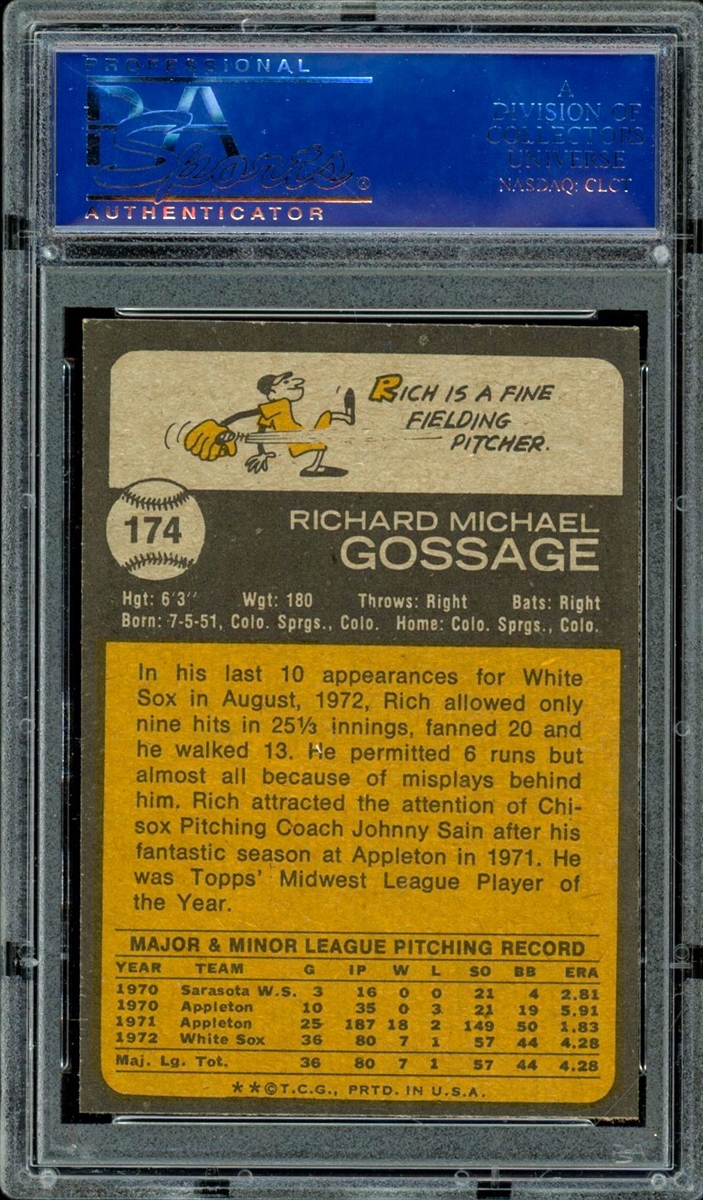 PROFESSIONAL
PSA
Sports®
AUTHENTICATOR
A
DIVISION OF
COLLECTORS
UNIVERSE
NASDAQ: CLCT
RICH IS A FINE
FIELDING
PITCHER.
174
RICHARD MICHAEL
GOSSAGE
Hgt: 6'3" Wgt: 180 Throws: Right Bats: Right
Born: 7-5-51, Colo. Sprgs., Colo. Home: Colo. Sprgs., Colo.
In his last 10 appearances for White
Sox in August, 1972, Rich allowed only
nine hits in 25⅓ innings, fanned 20 and
he walked 13. He permitted 6 runs but
almost all because of misplays behind
him. Rich attracted the attention of Chi-
sox Pitching Coach Johnny Sain after his
fantastic season at Appleton in 1971. He
was Topps' Midwest League Player of
the Year.
MAJOR & MINOR LEAGUE PITCHING RECORD
YEAR TEAM G IP W L SO BB ERA
1970 Sarasota W.S. 3 16 0 0 21 4 2.81
1970 Appleton 10 35 0 3 21 19 5.91
1971 Appleton 25 187 18 2 149 50 1.83
1972 White Sox 36 80 7 1 57 44 4.28
Maj. Lg. Tot. 36 80 7 1 57 44 4.28
**©T.C.G., PRTD. IN U.S.A.